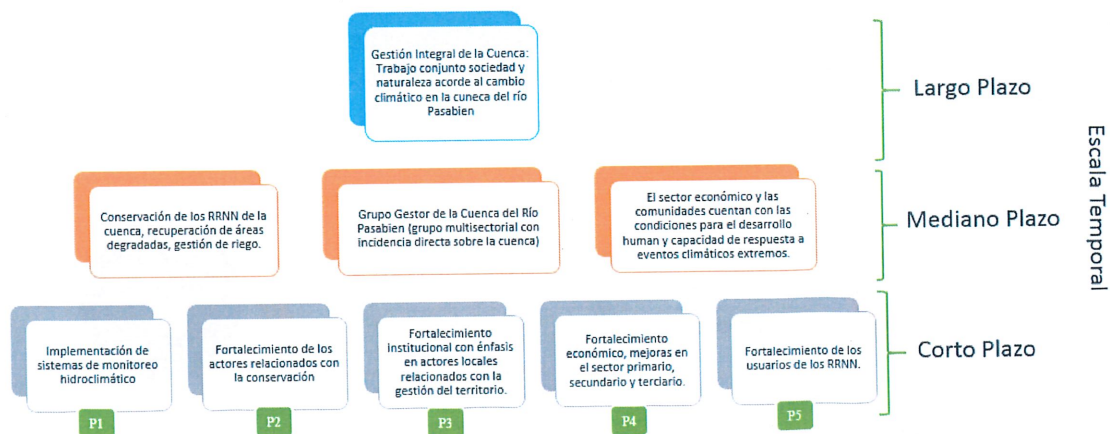 Gestión Integral de la Cuenca:
Trabajo conjunto sociedad y
naturaleza acorde al cambio
climático en la cuneca del río
Pasabien
Largo Plazo
Conservación de los RRNN de la
cuenca, recuperación de áreas
degradadas, gestión de riego.
Grupo Gestor de la Cuenca del Río
Pasabien (grupo multisectorial con
incidencia directa sobre la cuenca)
El sector económico y las
comunidades cuentan con las
condiciones para el desarrollo
human y capacidad de respuesta a
eventos climáticos extremos.
Mediano Plazo
Implementación de
sistemas de monitoreo
hidroclimático
P1
Fortalecimiento de los
actores relacionados con
la conservación
P2
Fortalecimiento
institucional con énfasis
en actores locales
relacionados con la
gestión del territorio.
P3
Fortalecimiento
económico, mejoras en
el sector primario,
secundario y terciario.
P4
Fortalecimiento de los
usuarios de los RRNN.
P5
Corto Plazo
Escala Temporal